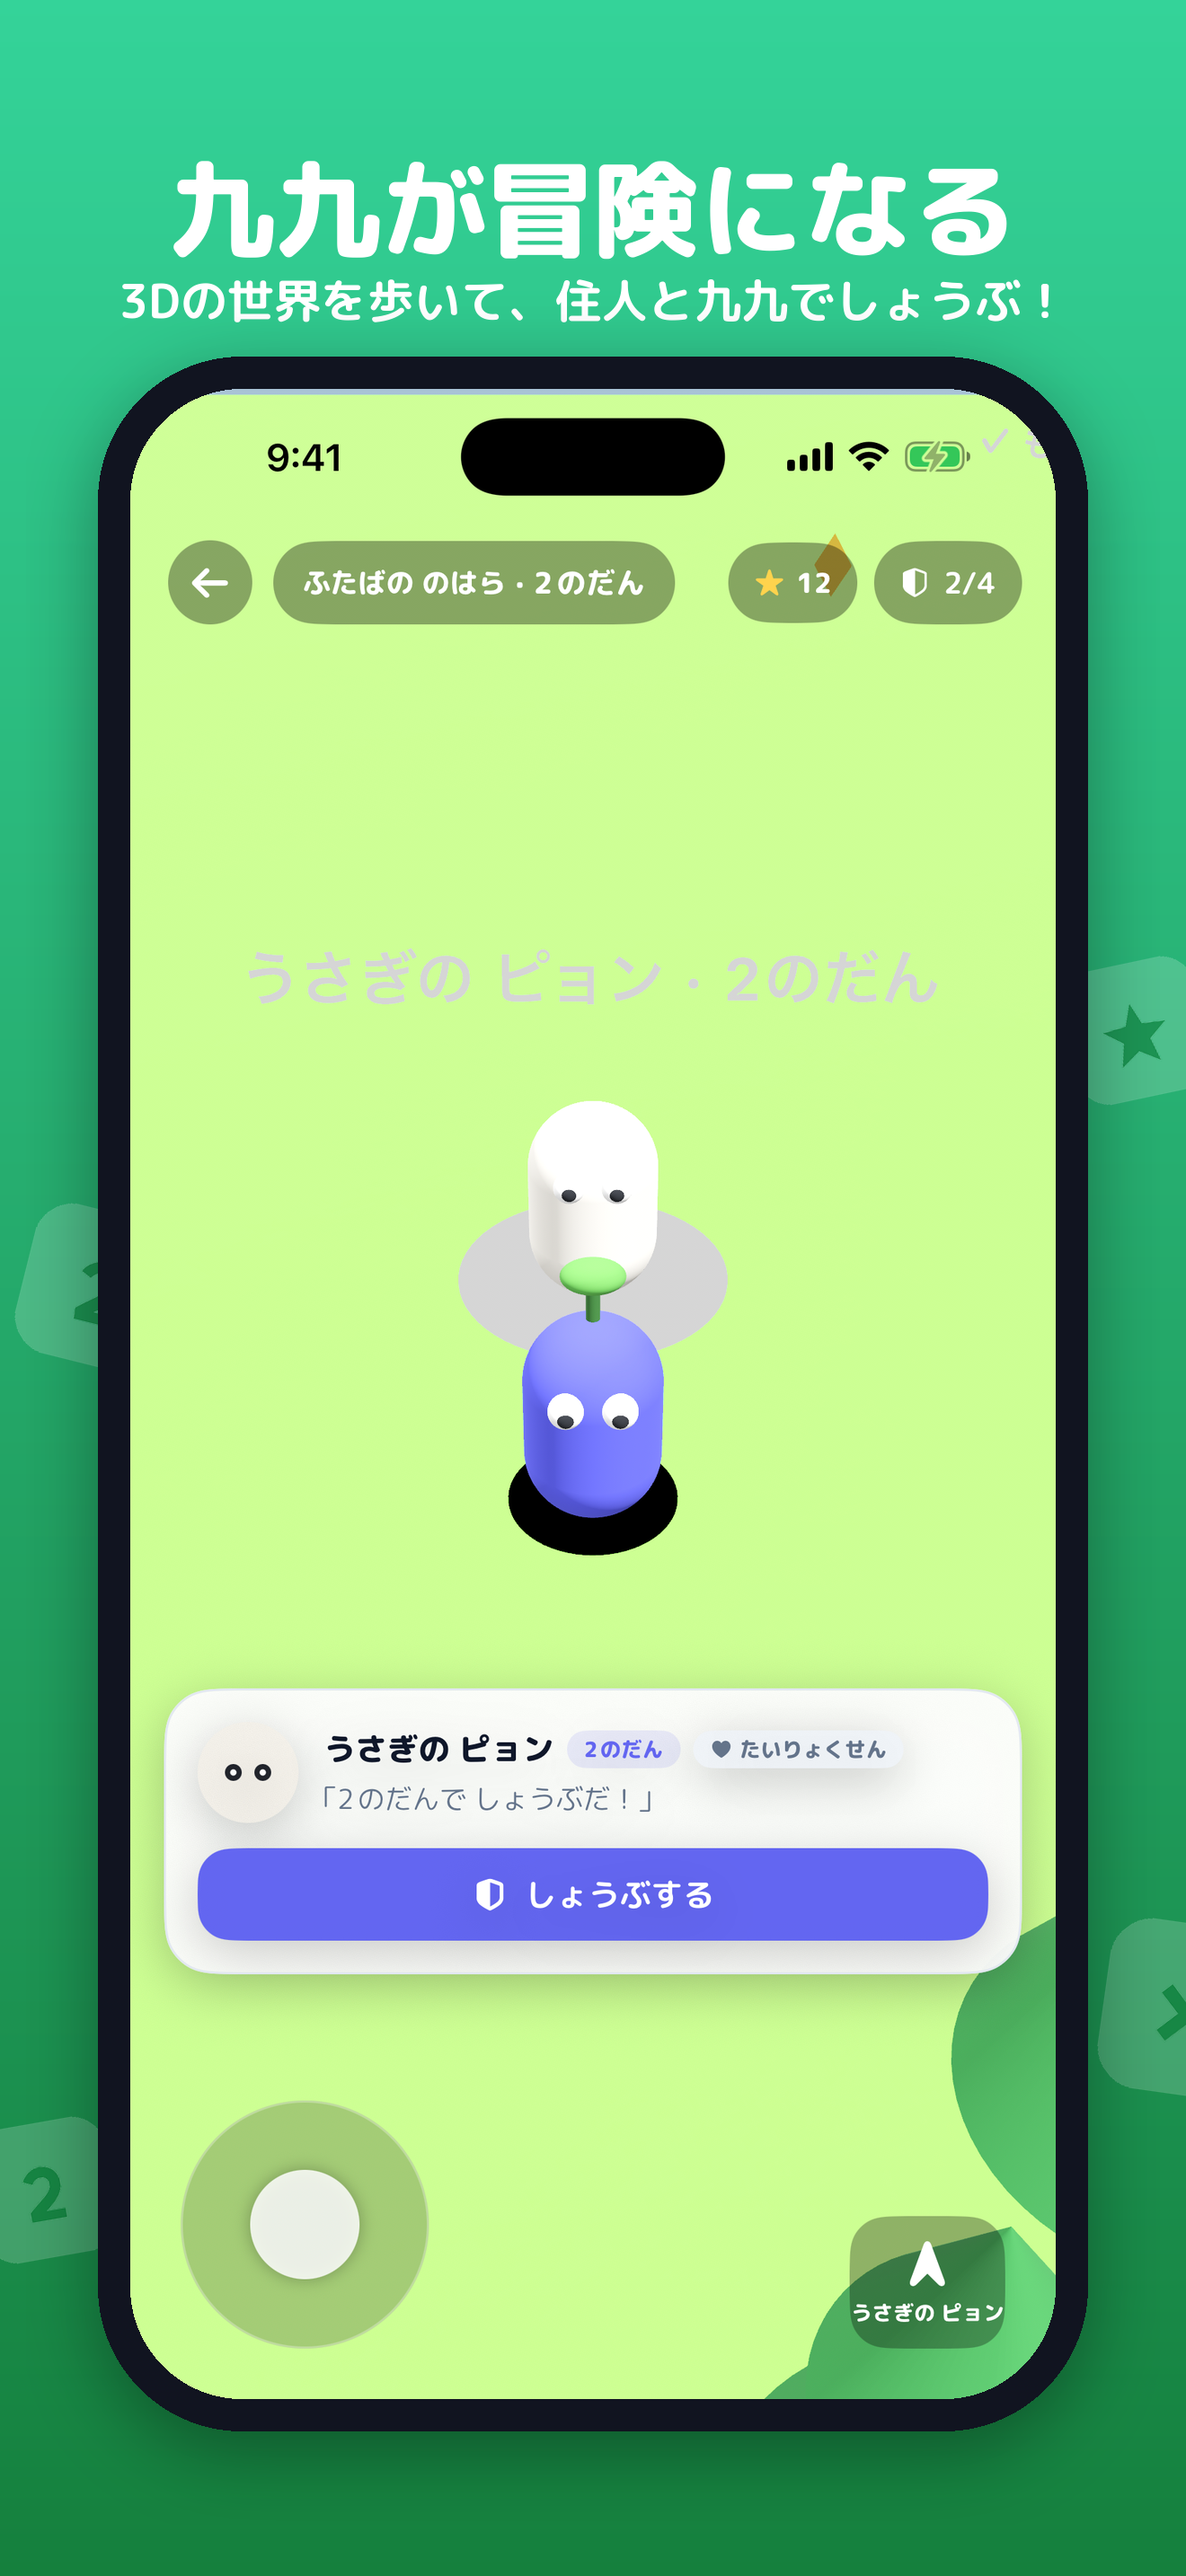 九九が冒険になる
3Dの世界を歩いて、住人と九九でしょうぶ！
9:41
ふたばの のはら・2のだん
12
2/4
うさぎの ピョン・2のだん
うさぎの ピョン
2のだん
たいりょくせん
「2のだんで しょうぶだ！」
しょうぶする
2
うさぎの ピョン